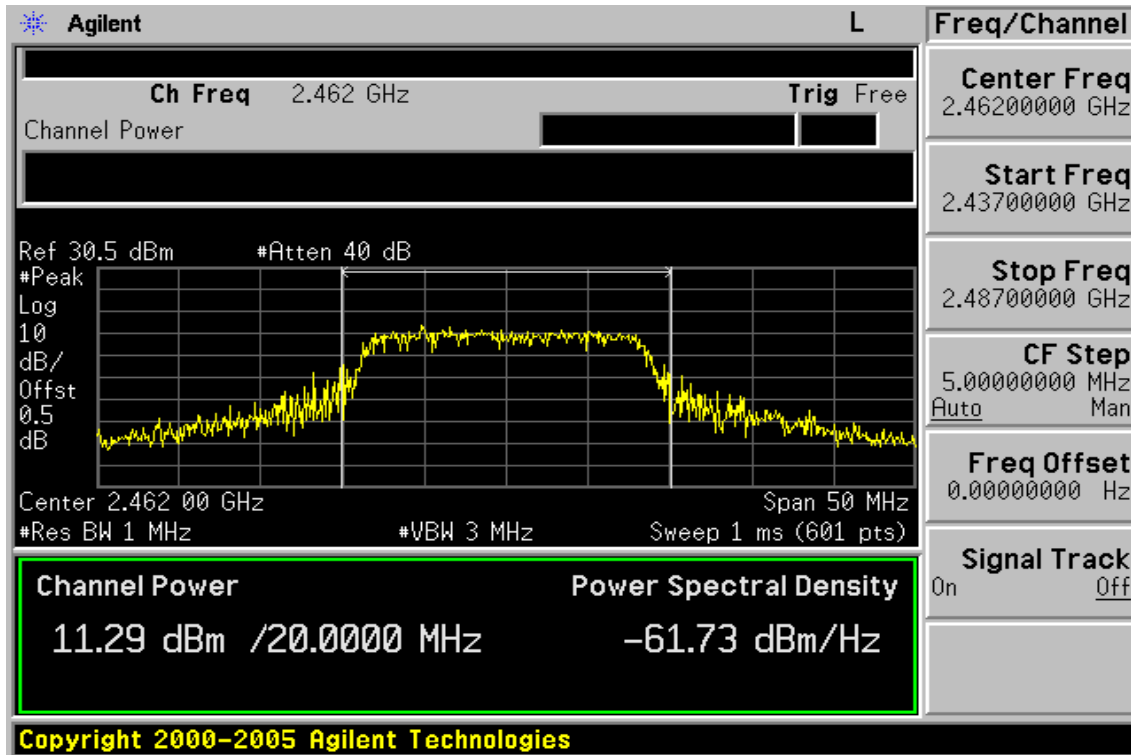 Agilent L
Freq/Channel
Ch Freq 2.462 GHz Trig Free
Channel Power
Ref 30.5 dBm #Atten 40 dB
#Peak
Log
10
dB/
Offst
0.5
dB
Center 2.462 00 GHz Span 50 MHz
#Res BW 1 MHz #VBW 3 MHz Sweep 1 ms (601 pts)
Channel Power Power Spectral Density
11.29 dBm /20.0000 MHz -61.73 dBm/Hz
Center Freq
2.46200000 GHz
Start Freq
2.43700000 GHz
Stop Freq
2.48700000 GHz
CF Step
5.00000000 MHz
Auto Man
Freq Offset
0.00000000 Hz
Signal Track
On Off
Copyright 2000-2005 Agilent Technologies